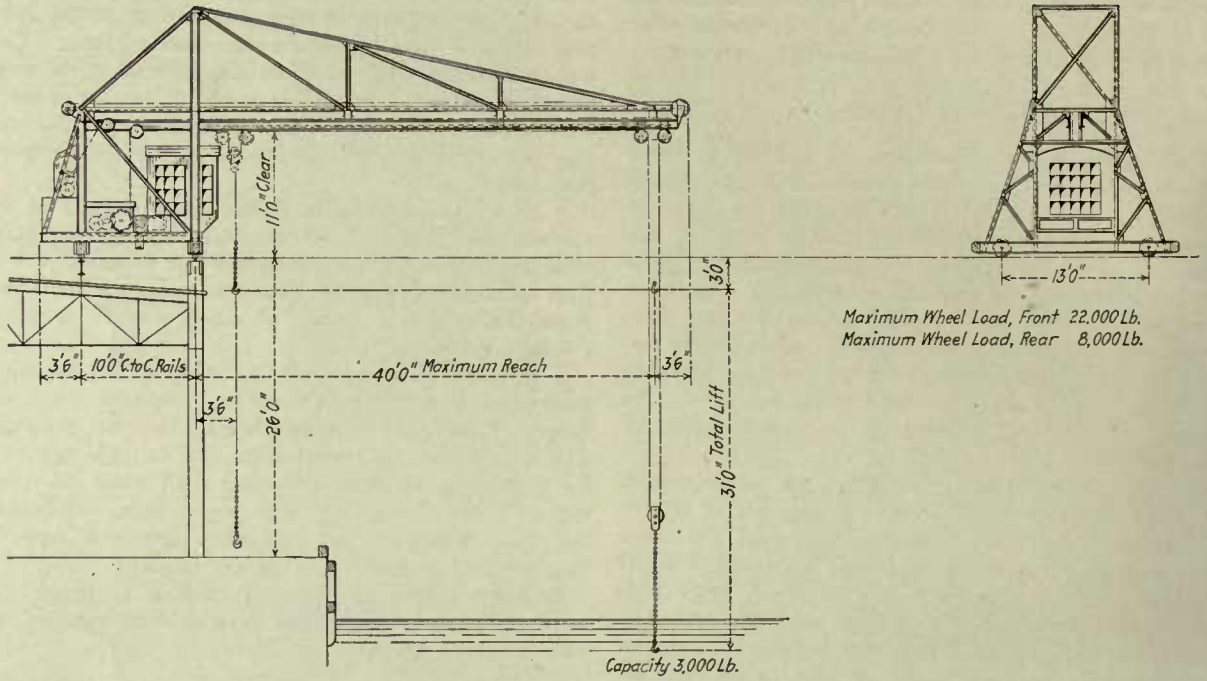 11'0" Clear
3'0"
13'0"
Maximum Wheel Load, Front 22,000 Lb.
Maximum Wheel Load, Rear 8,000 Lb.
3'6"
10'0" C. to C. Rails
40'0" Maximum Reach
3'6"
3'6"
26'0"
31'0" Total Lift
Capacity 3,000 Lb.